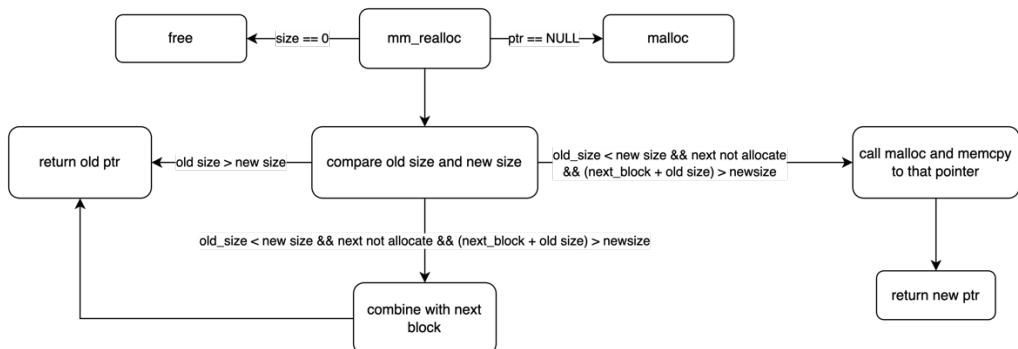 free
size == 0
mm_realloc
ptr == NULL
malloc
return old ptr
old size > new size
compare old size and new size
old_size < new size && next not allocate
&& (next_block + old size) > newsize
call malloc and memcpy
to that pointer
old_size < new size && next not allocate && (next_block + old size) > newsize
combine with next
block
return new ptr